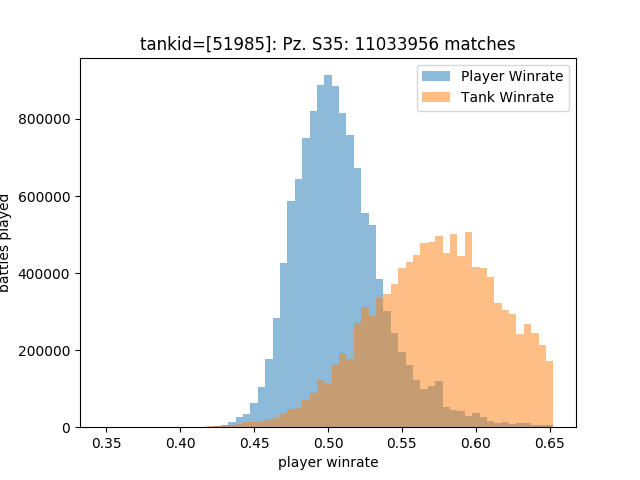 tankid=[51985]: Pz. S35: 11033956 matches
Player Winrate
Tank Winrate
battles played
800000
600000
400000
200000
0
0.35 0.40 0.45 0.50 0.55 0.60 0.65
player winrate